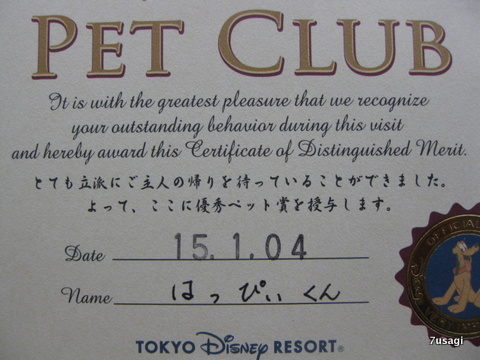 PET CLUB
It is with the greatest pleasure that we recognize
your outstanding behavior during this visit
and hereby award this Certificate of Distinguished Merit.
とても立派にご主人の帰りを待っていることができました。
よって、ここに優秀ペット賞を授与します。
Date 15.1.04
Name はっぴぃくん
OFFICIAL
Disney
TOKYO DISNEY RESORT®
7usagi